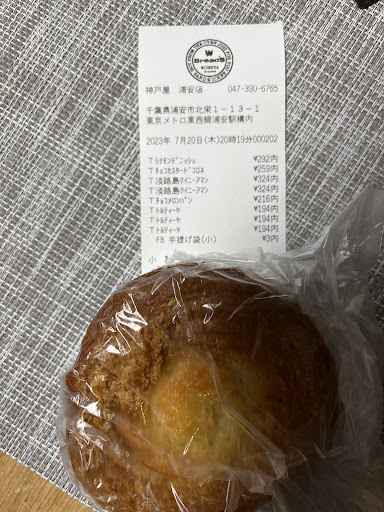 Bread'S
神戸屋 浦安店 047-390-6765
千葉県浦安市北栄1-13-1
東京メトロ東西線浦安駅構内
2023年 7月20日(木)20時19分000202
Tシナモンデニッシュ ¥292内
Tチョコカスタードコロネ ¥259内
T淡路島クイニーアマン ¥324内
T淡路島クイニーアマン ¥324内
Tチョコメロンパン ¥216内
Tトルティーヤ ¥194内
Tトルティーヤ ¥194内
Tトルティーヤ ¥194内
FB 手提げ袋(小) ¥3内
小